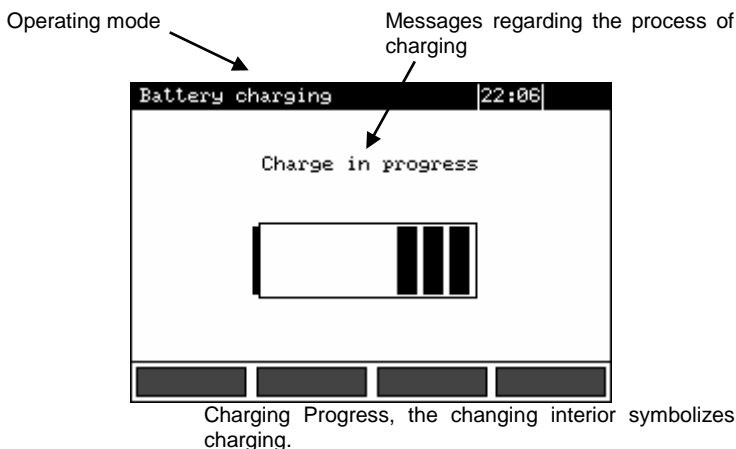 Operating mode
Messages regarding the process of
charging
Battery charging
22:06
Charge in progress
Charging Progress, the changing interior symbolizes
charging.